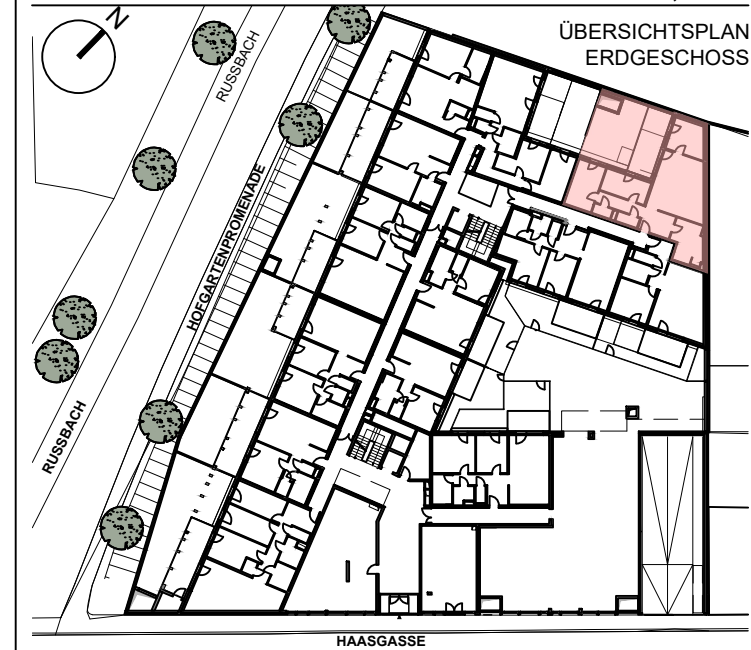 ÜBERSICHTSPLAN
ERDGESCHOSS
N
RUSSBACH
HOFGARTENPROMENADE
RUSSBACH
HAASGASSE